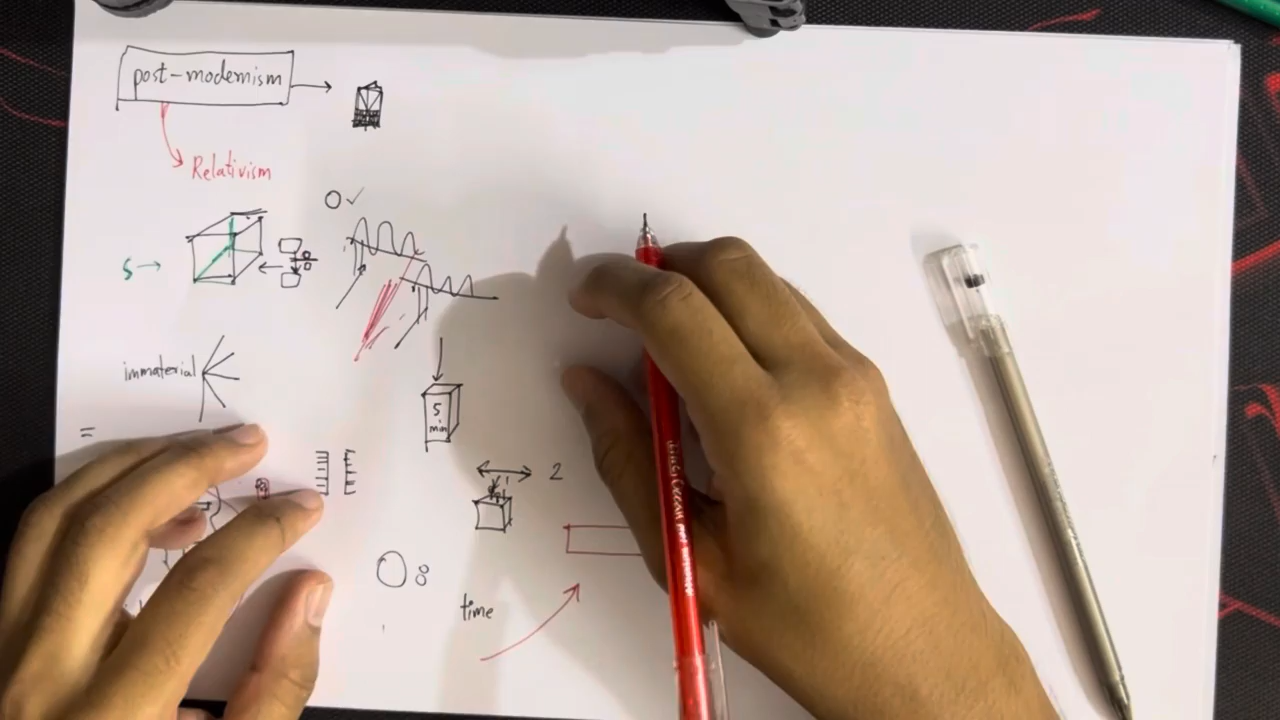 post-modernism
Relativism
S
immaterial
=
5
min
2
time